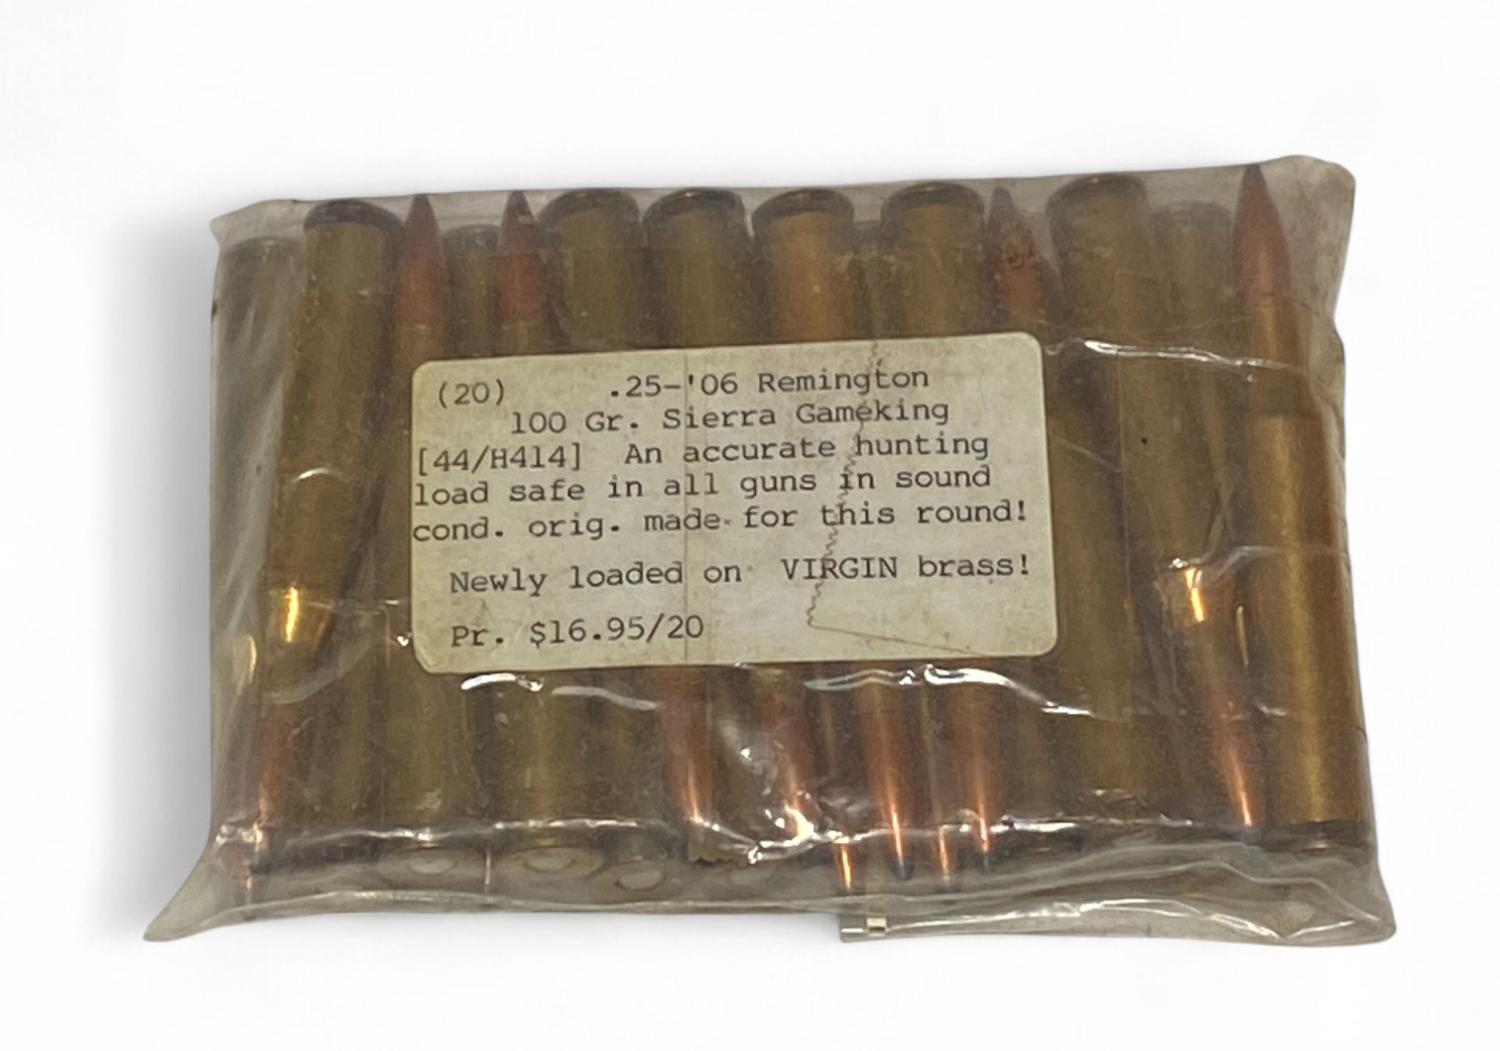 (20) .25-'06 Remington
100 Gr. Sierra Gameking
[44/H414] An accurate hunting
load safe in all guns in sound
cond. orig. made for this round!
Newly loaded on VIRGIN brass!
Pr. $16.95/20